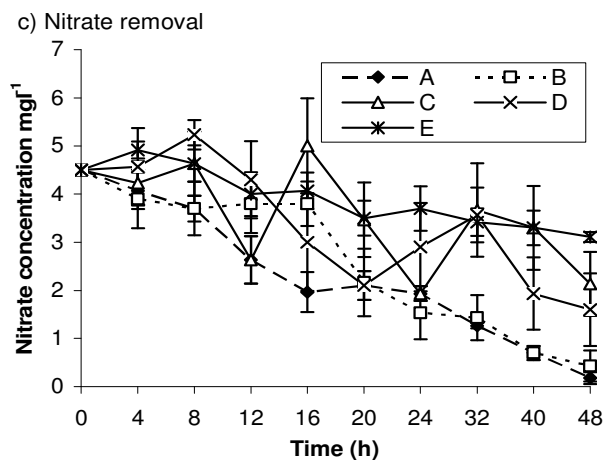 c) Nitrate removal
Nitrate concentration mgl-1
A B
C D
E
7
6
5
4
3
2
1
0
0 4 8 12 16 20 24 32 40 48
Time (h)